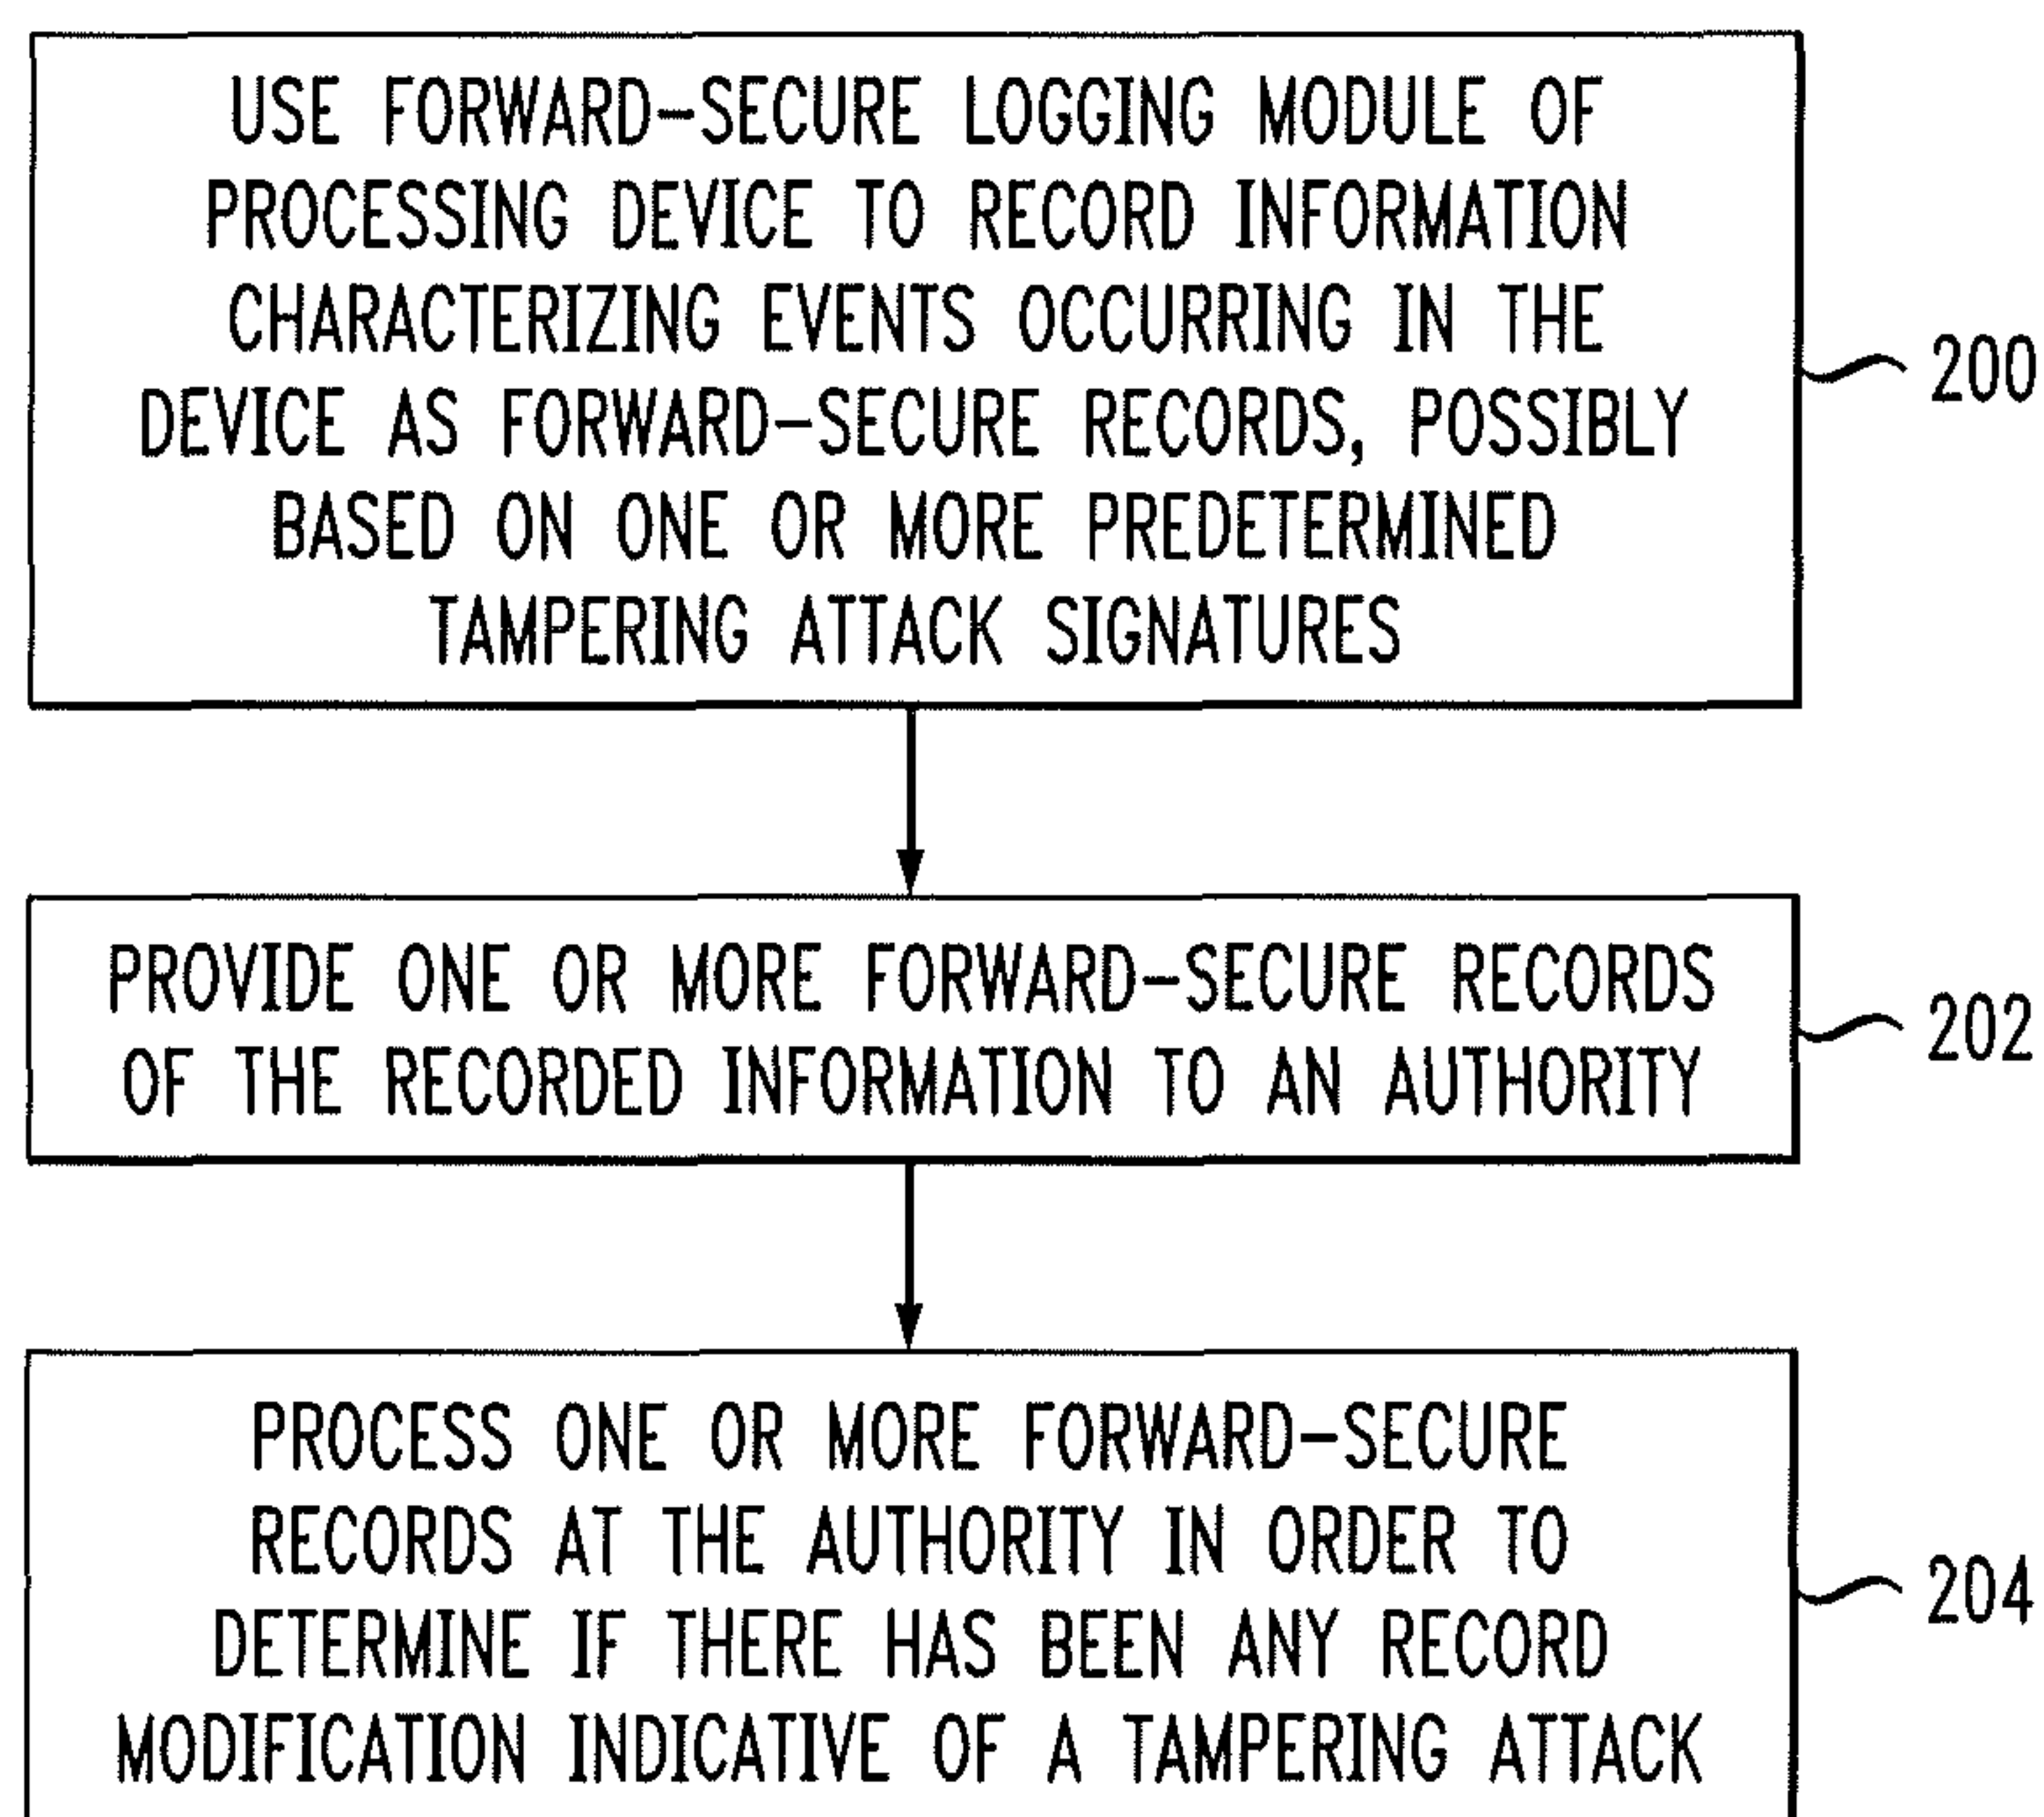 USE FORWARD-SECURE LOGGING MODULE OF
PROCESSING DEVICE TO RECORD INFORMATION
CHARACTERIZING EVENTS OCCURRING IN THE
DEVICE AS FORWARD-SECURE RECORDS, POSSIBLY
BASED ON ONE OR MORE PREDETERMINED
TAMPERING ATTACK SIGNATURES
200
PROVIDE ONE OR MORE FORWARD-SECURE RECORDS
OF THE RECORDED INFORMATION TO AN AUTHORITY
202
PROCESS ONE OR MORE FORWARD-SECURE
RECORDS AT THE AUTHORITY IN ORDER TO
DETERMINE IF THERE HAS BEEN ANY RECORD
MODIFICATION INDICATIVE OF A TAMPERING ATTACK
204